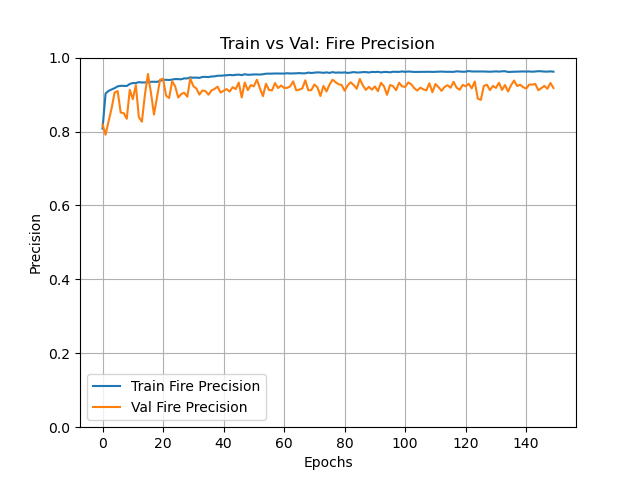 Train vs Val: Fire Precision
1.0
0.8
0.6
0.4
0.2
0.0
Precision
Train Fire Precision
Val Fire Precision
0 20 40 60 80 100 120 140
Epochs